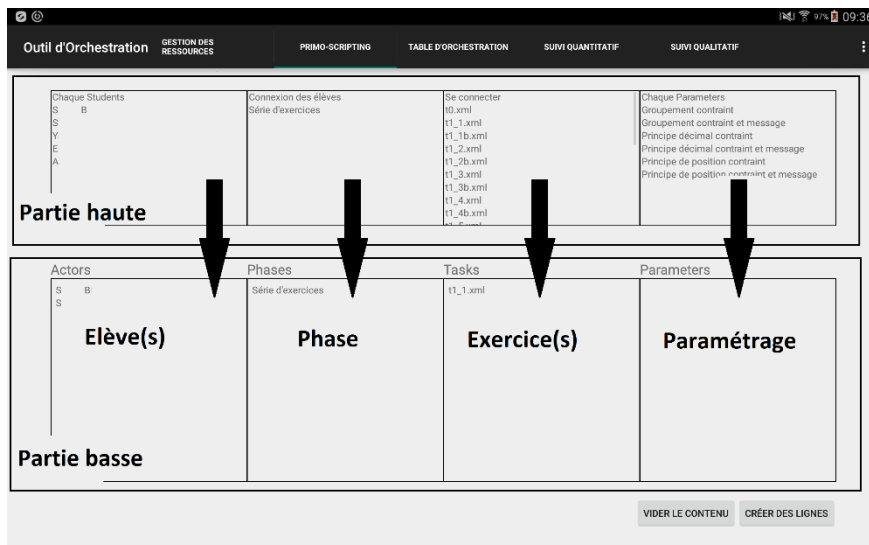 97% 09:36
Outil d'Orchestration GESTION DES RESSOURCES PRIMO-SCRIPTING TABLE D'ORCHESTRATION SUIVI QUANTITATIF SUIVI QUALITATIF
Chaque Students
S B
S
Y
E
A
Connexion des élèves
Série d'exercices
Se connecter
t0.xml
t1_1.xml
t1_1b.xml
t1_2.xml
t1_2b.xml
t1_3.xml
t1_3b.xml
t1_4.xml
t1_4b.xml
Chaque Parameters
Groupement contraint
Groupement contraint et message
Principe décimal contraint
Principe décimal contraint et message
Principe de position contraint
Principe de position contraint et message
Partie haute
Actors
S B
S
Elève(s)
Phases
Série d'exercices
Phase
Tasks
t1_1.xml
Exercice(s)
Parameters
Paramétrage
Partie basse
VIDER LE CONTENU CRÉER DES LIGNES